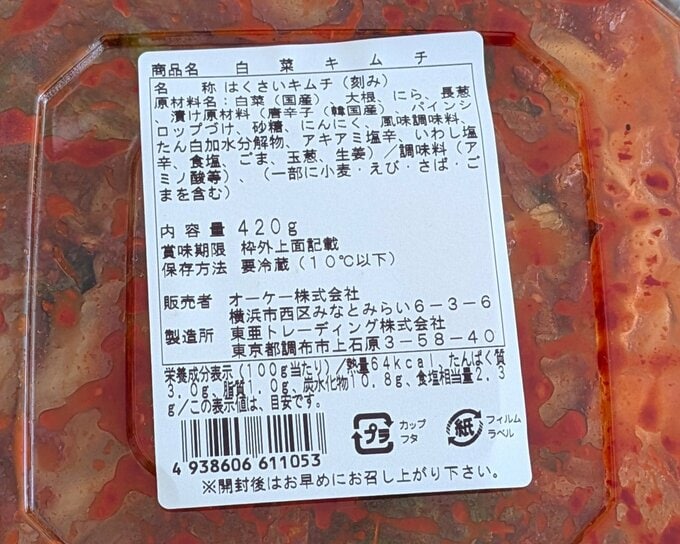 商品名　白　菜　キ　ム　チ
名　　称　はくさいキムチ（刻み）
原材料名：白菜（国産）　大根、にら、長葱
、漬け原材料（唐辛子（韓国産）、パインシ
ロップづけ、砂糖、にんにく、風味調味料、
たん白加水分解物、アキアミ塩辛、いわし塩
辛、食塩、ごま、玉葱、生姜）／調味料（ア
ミノ酸等）、（一部に小麦・えび・さば・ご
まを含む）
内容量　420g
賞味期限　枠外上面記載
保存方法　要冷蔵（10℃以下）
販売者　オーケー株式会社
横浜市西区みなとみらい6－3－6
製造所　東亜トレーディング株式会社
東京都調布市上石原3－58－40
栄養成分表示（100g当たり）／熱量64kcal、たんぱく質
3.0g、脂質1.0g、炭水化物10.8g、食塩相当量2.3
g／この表示値は、目安です。
プラ　カップ
フタ
紙　フィルム
ラベル
4 938606 611053
※開封後はお早めにお召し上がり下さい。